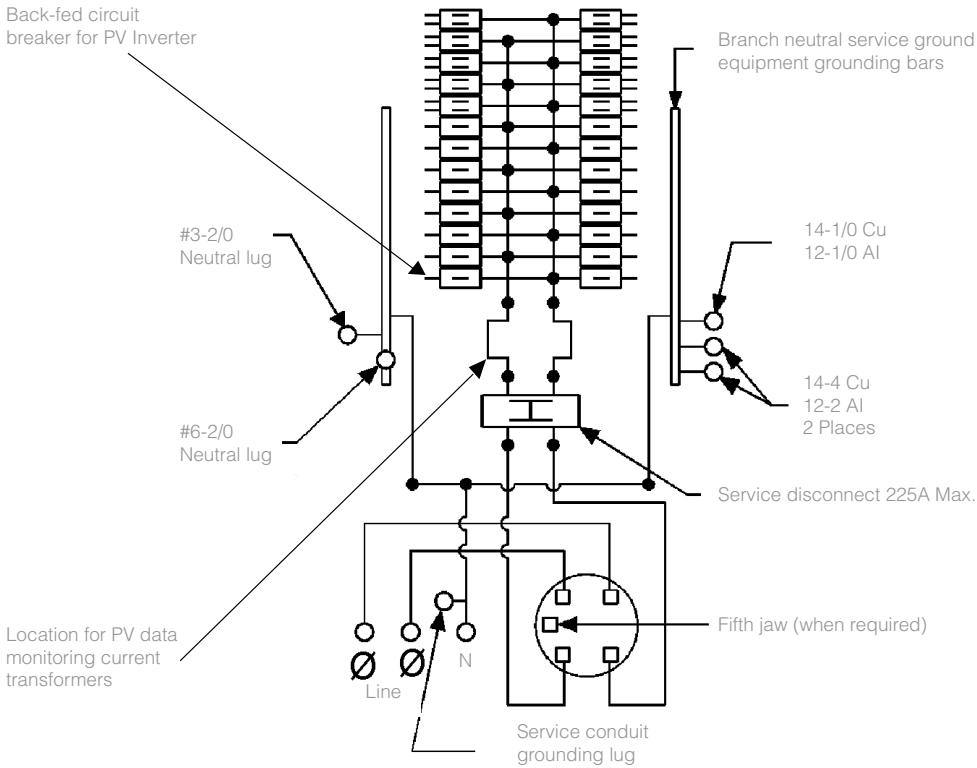 Back-fed circuit
breaker for PV Inverter
Branch neutral service ground
equipment grounding bars
#3-2/0
Neutral lug
14-1/0 Cu
12-1/0 Al
#6-2/0
Neutral lug
14-4 Cu
12-2 Al
2 Places
Service disconnect 225A Max.
Location for PV data
monitoring current
transformers
Fifth jaw (when required)
N
Line
Service conduit
grounding lug